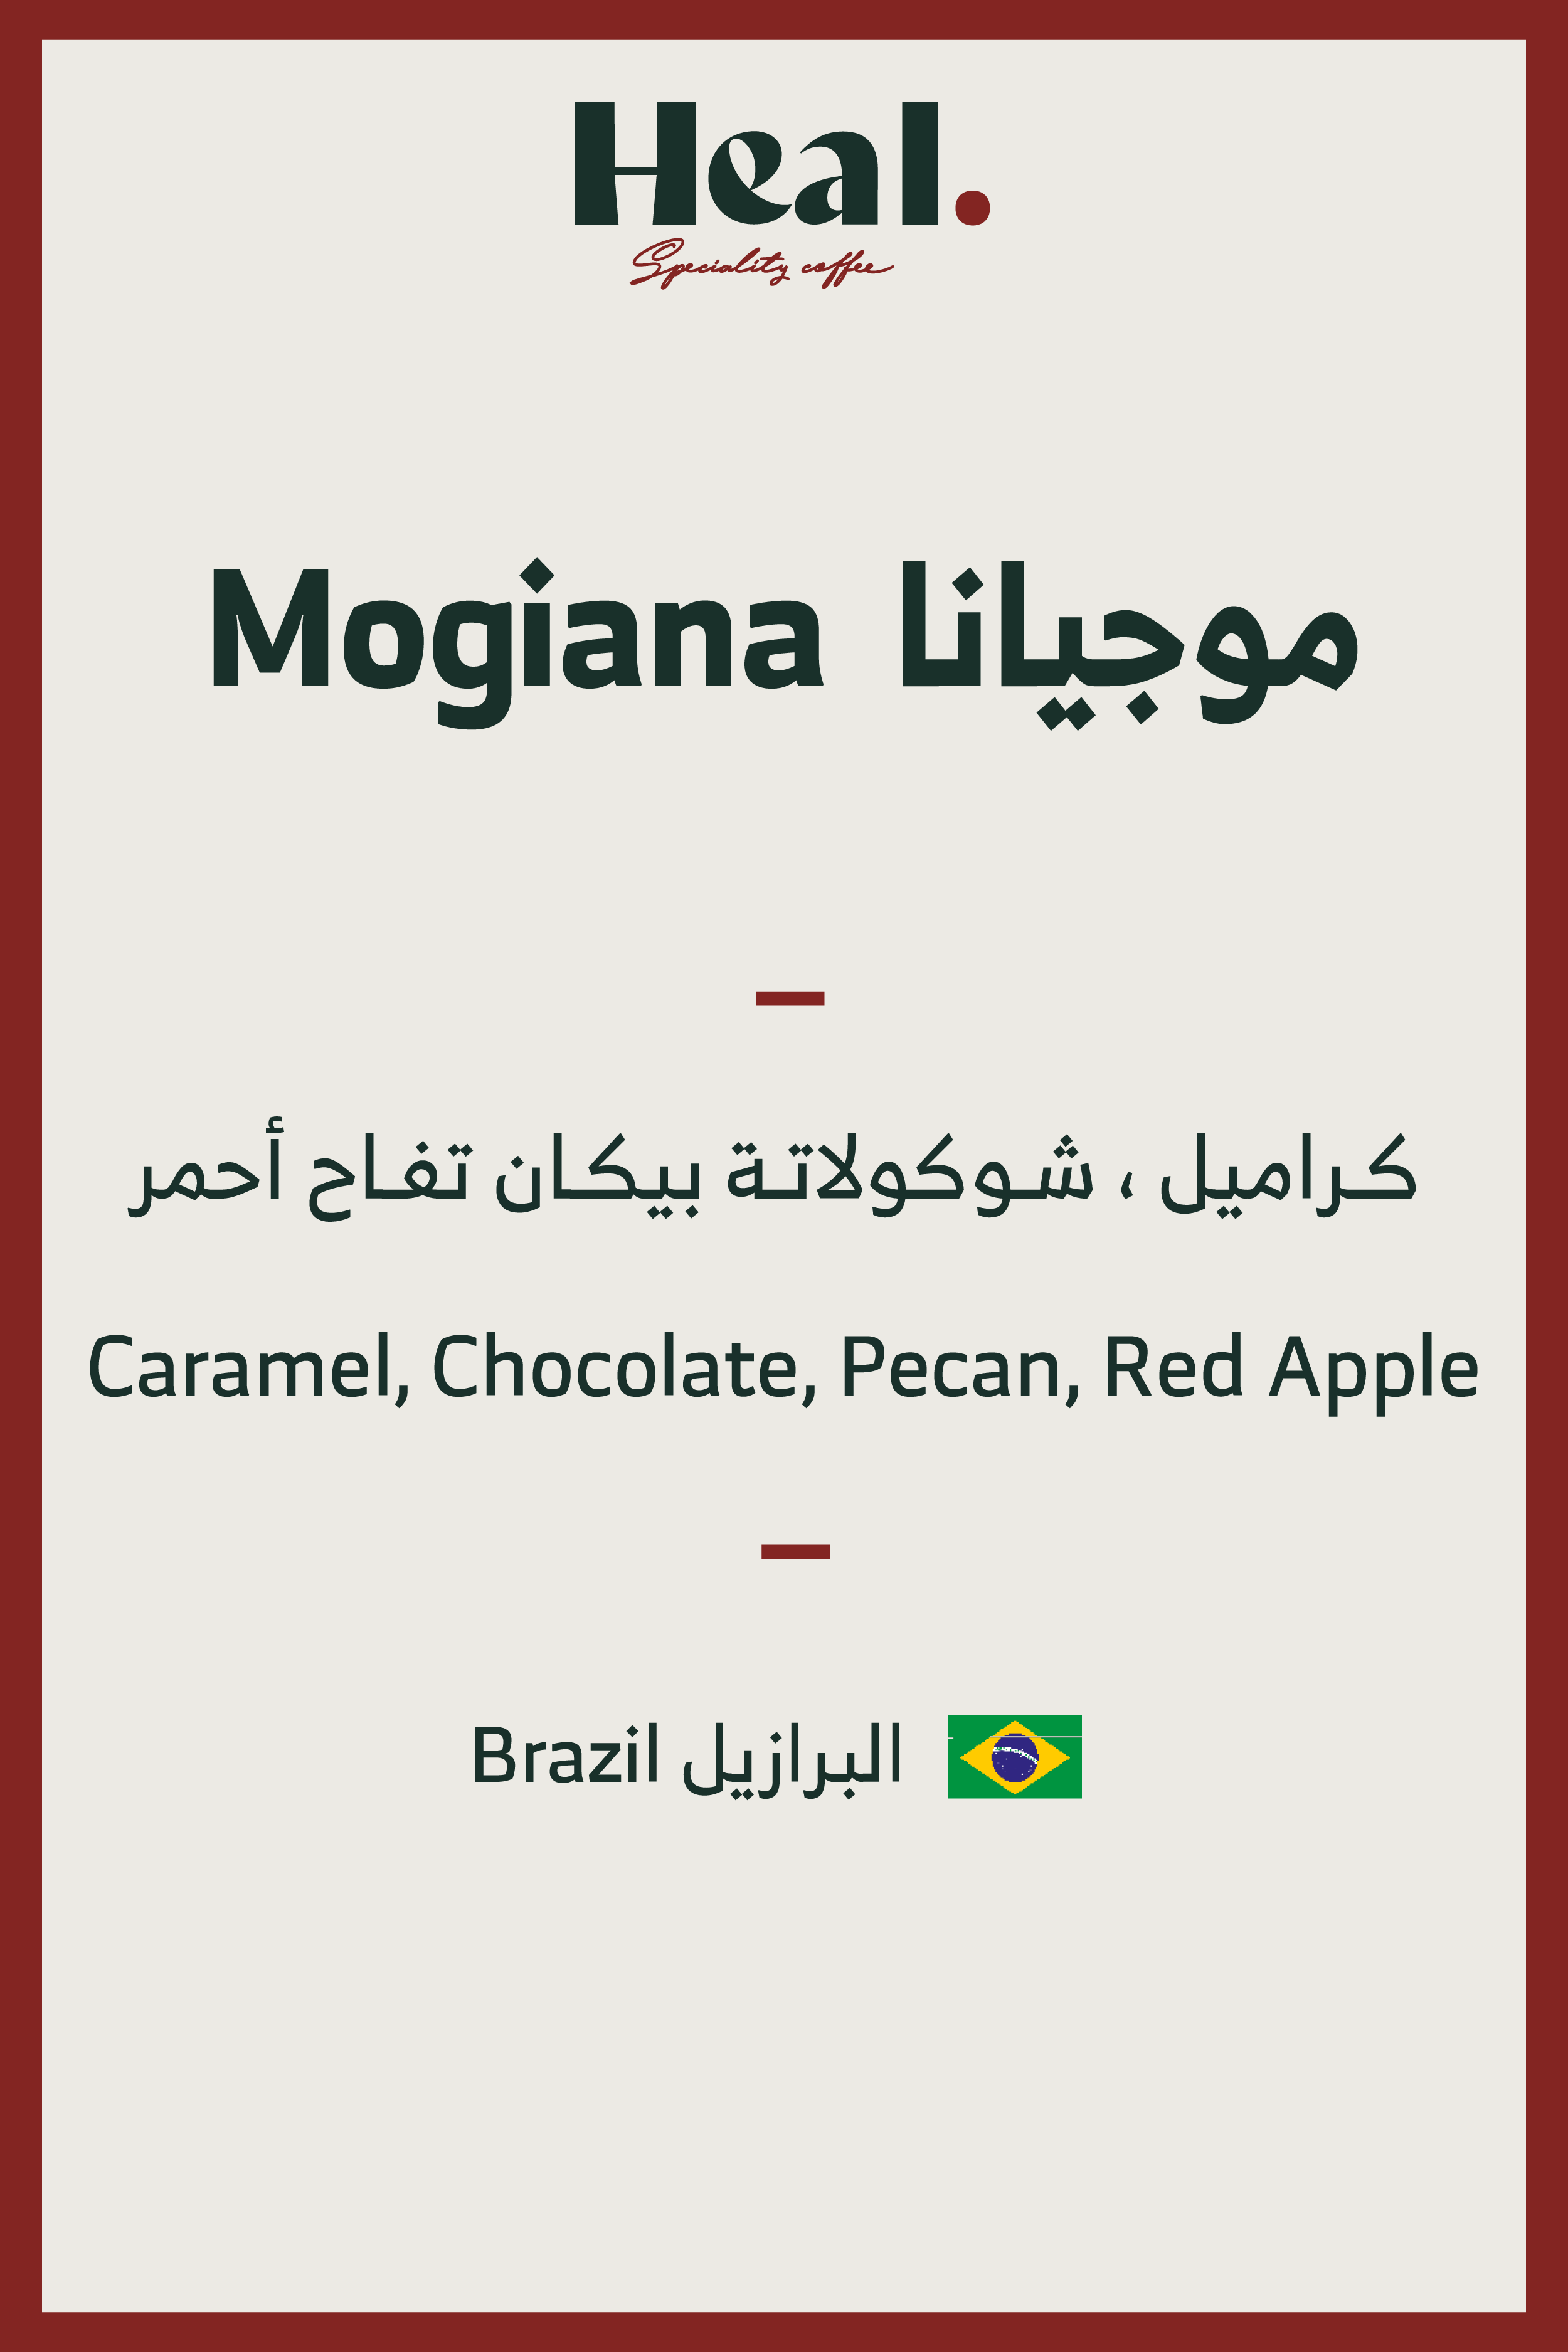 Heal.
Speciality coffee
Mogiana موجيانا
كراميل ، شوكولاتة بيكان تفاح أحمر
Caramel, Chocolate, Pecan, Red Apple
Brazil البرازيل